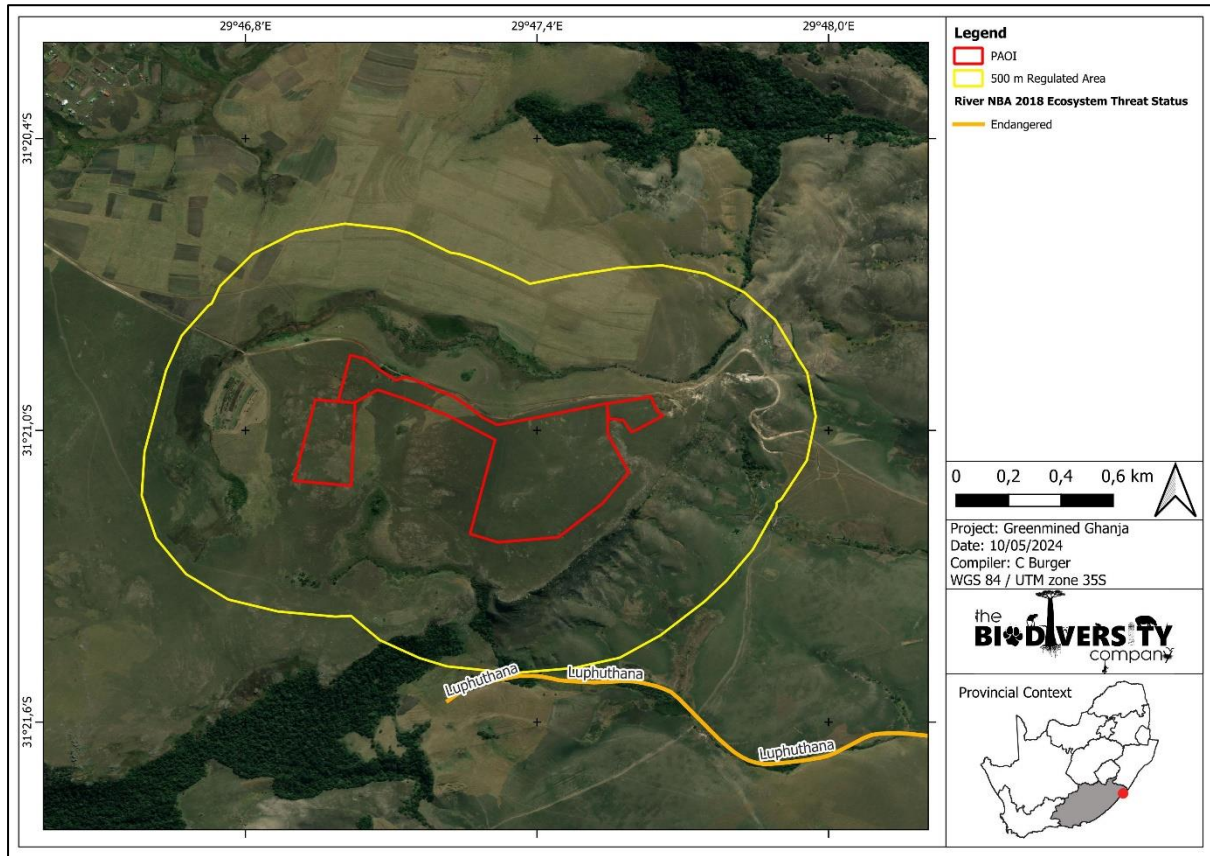 29°46,8'E
29°47,4'E
29°48,0'E
31°20,4'S
31°21,0'S
31°21,6'S
Luphuthana
Luphuthana
Luphuthana
Legend
PAOI
500 m Regulated Area
River NBA 2018 Ecosystem Threat Status
Endangered
0 0,2 0,4 0,6 km
Project: Greenmined Ghanja
Date: 10/05/2024
Compiler: C Burger
WGS 84 / UTM zone 35S
the
BIODIVERSITY
company
Provincial Context